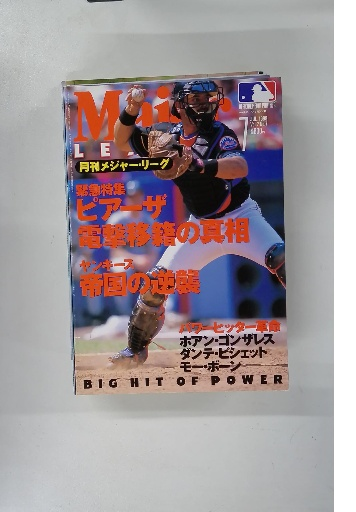 LE
月刊メジャー・リーグ
7
緊急特集
ピアーザ
電撃移籍の真相
ヤンキース
帝国の逆襲
パワーヒッター革命
ホアン・ゴンザレス
ダンテ・ビシェット
モー・ボーン
BIG HIT OF POWER